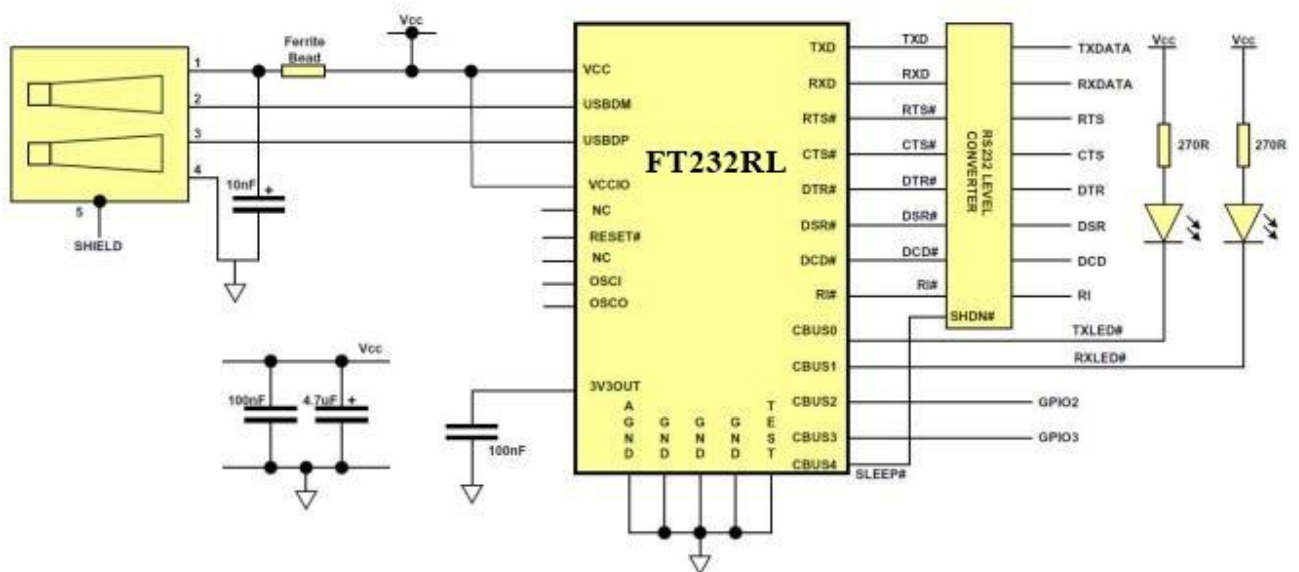 Vcc
Ferrite
Bead
1
2
3
4
5
SHIELD
10nF
+
VCC
USBDM
USBDP
VCCIO
NC
RESET#
NC
OSCI
OSCO
3V3OUT
FT232RL
TXD
RXD
RTS#
CTS#
DTR#
DSR#
DCD#
RI#
CBUS0
CBUS1
CBUS2
CBUS3
CBUS4
AGND
GND
GND
GND
TEST
TXD
RXD
RTS#
CTS#
DTR#
DSR#
DCD#
RI#
RS232 LEVEL
CONVERTER
SHDN#
TXDATA
RXDATA
RTS
CTS
DTR
DSR
DCD
RI
Vcc
Vcc
270R
270R
TXLED#
RXLED#
GPIO2
GPIO3
SLEEP#
Vcc
100nF
4.7uF
+
100nF